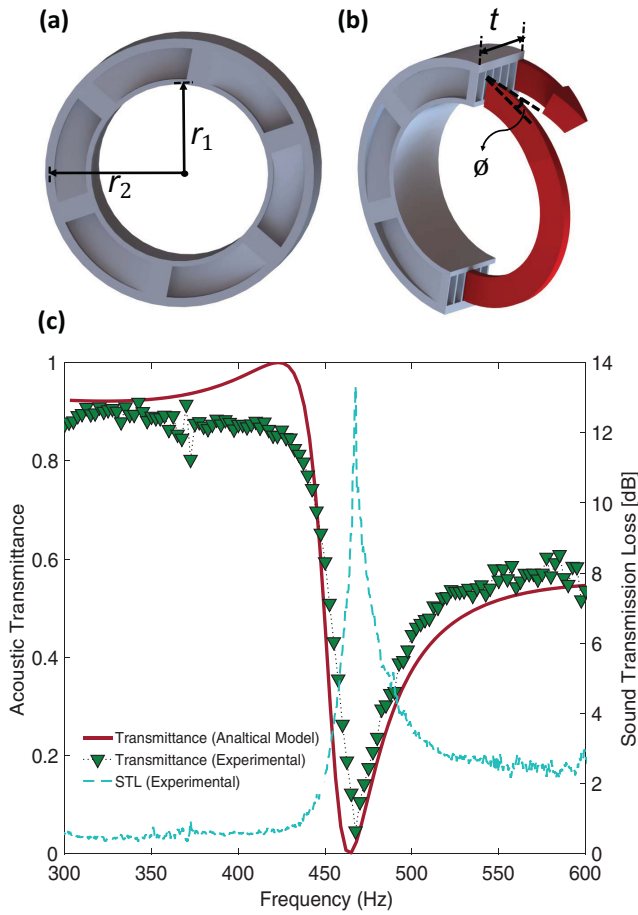 (a)
(b)
t
r1
r2
ø
(c)
1
0.8
0.6
0.4
0.2
0
Acoustic Transmittance
14
12
10
8
6
4
2
0
Sound Transmission Loss [dB]
Transmittance (Analtical Model)
Transmittance (Experimental)
STL (Experimental)
300 350 400 450 500 550 600
Frequency (Hz)